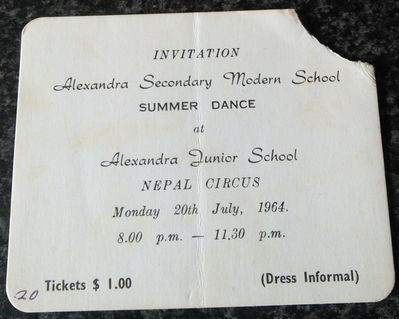 INVITATION
Alexandra Secondary Modern School
SUMMER DANCE
at
Alexandra Junior School
NEPAL CIRCUS
Monday 20th July, 1964.
8.00 p.m. — 11.30 p.m.
Tickets $ 1.00 (Dress Informal)
20